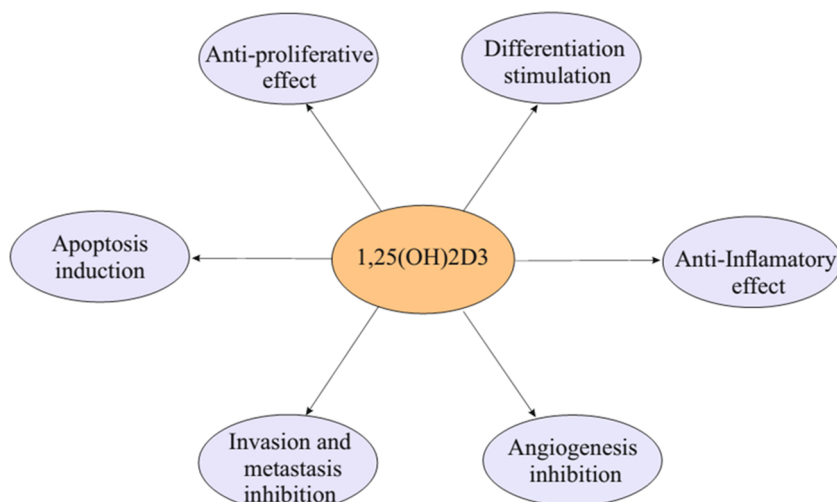 Anti-proliferative
effect
Differentiation
stimulation
Apoptosis
induction
1,25(OH)2D3
Anti-Inflamatory
effect
Invasion and
metastasis
inhibition
Angiogenesis
inhibition